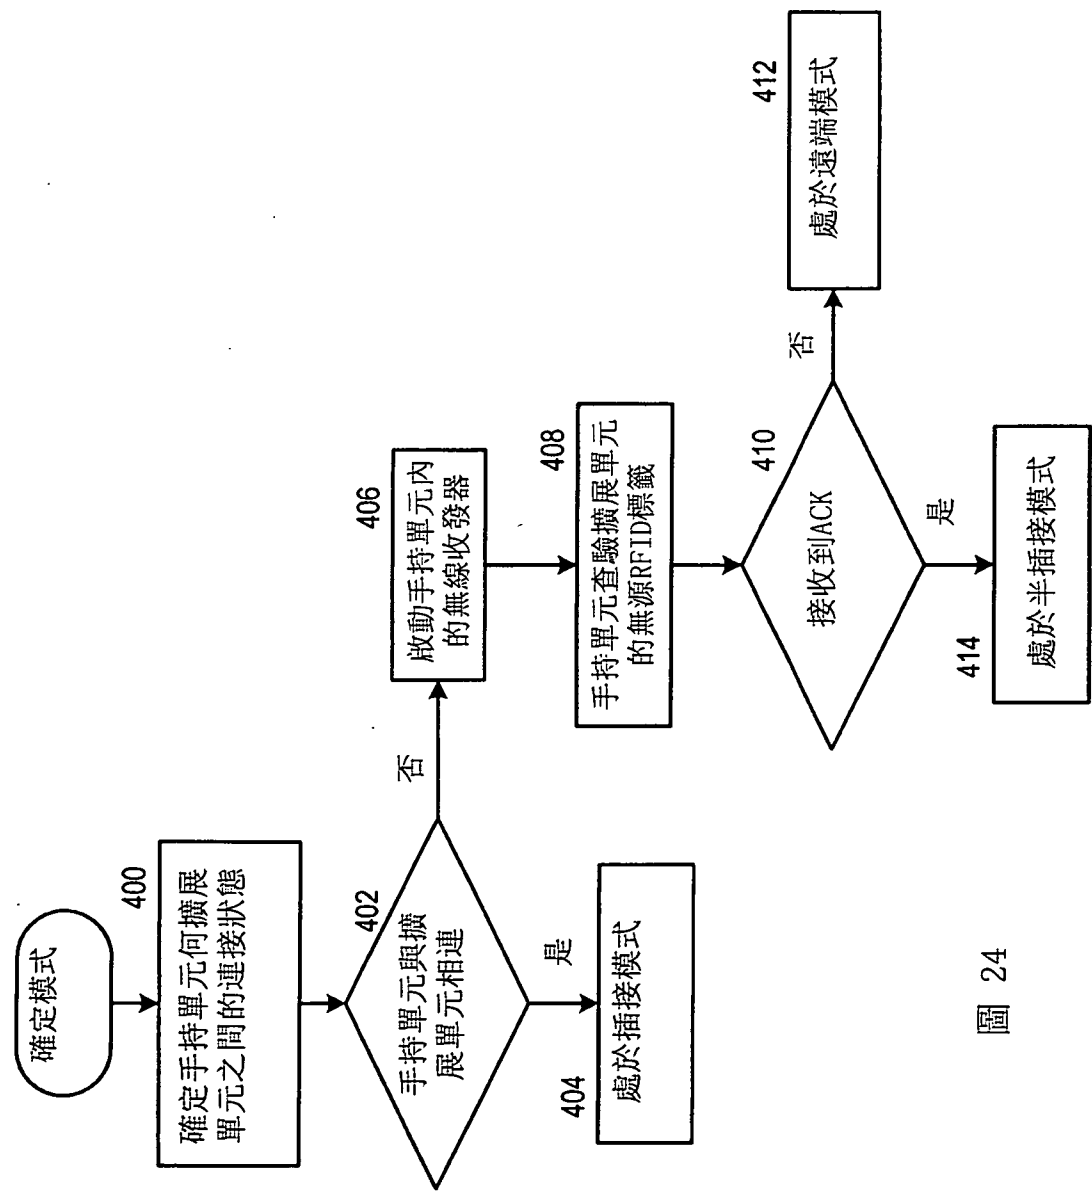 確定模式
400
確定手持單元何擴展
單元之間的連接狀態
402
手持單元與擴
展單元相連
否
是
404
處於插接模式
406
啟動手持單元內
的無線收發器
408
手持單元查驗擴展單元
的無源RFID標籤
410
接收到ACK
否
是
412
處於遠端模式
414
處於半插接模式
圖 24